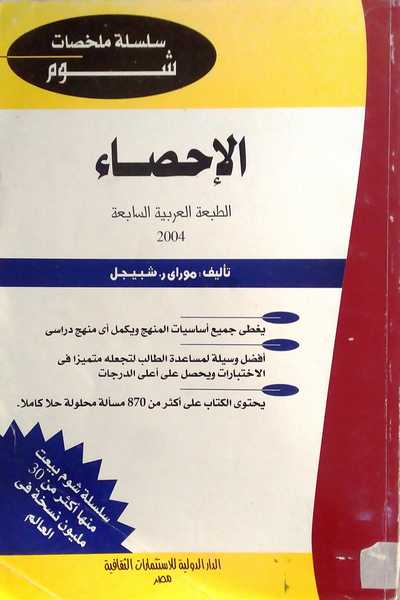 سلسلة ملخصات
شوم
الإحصاء
الطبعة العربية السابعة
2004
تأليف: موراى ر. شبيجل
يغطى جميع أساسيات المنهج ويكمل أى منهج دراسى
أفضل وسيلة لمساعدة الطالب لتجعله متميزا فى
الاختبارات ويحصل على أعلى الدرجات
يحتوى الكتاب على أكثر من 870 مسألة محلولة حلا كاملا.
سلسلة شوم بيعت
منها أكثر من 30
مليون نسخة فى
العالم
الدار الدولية للاستثمارات الثقافية
مصر